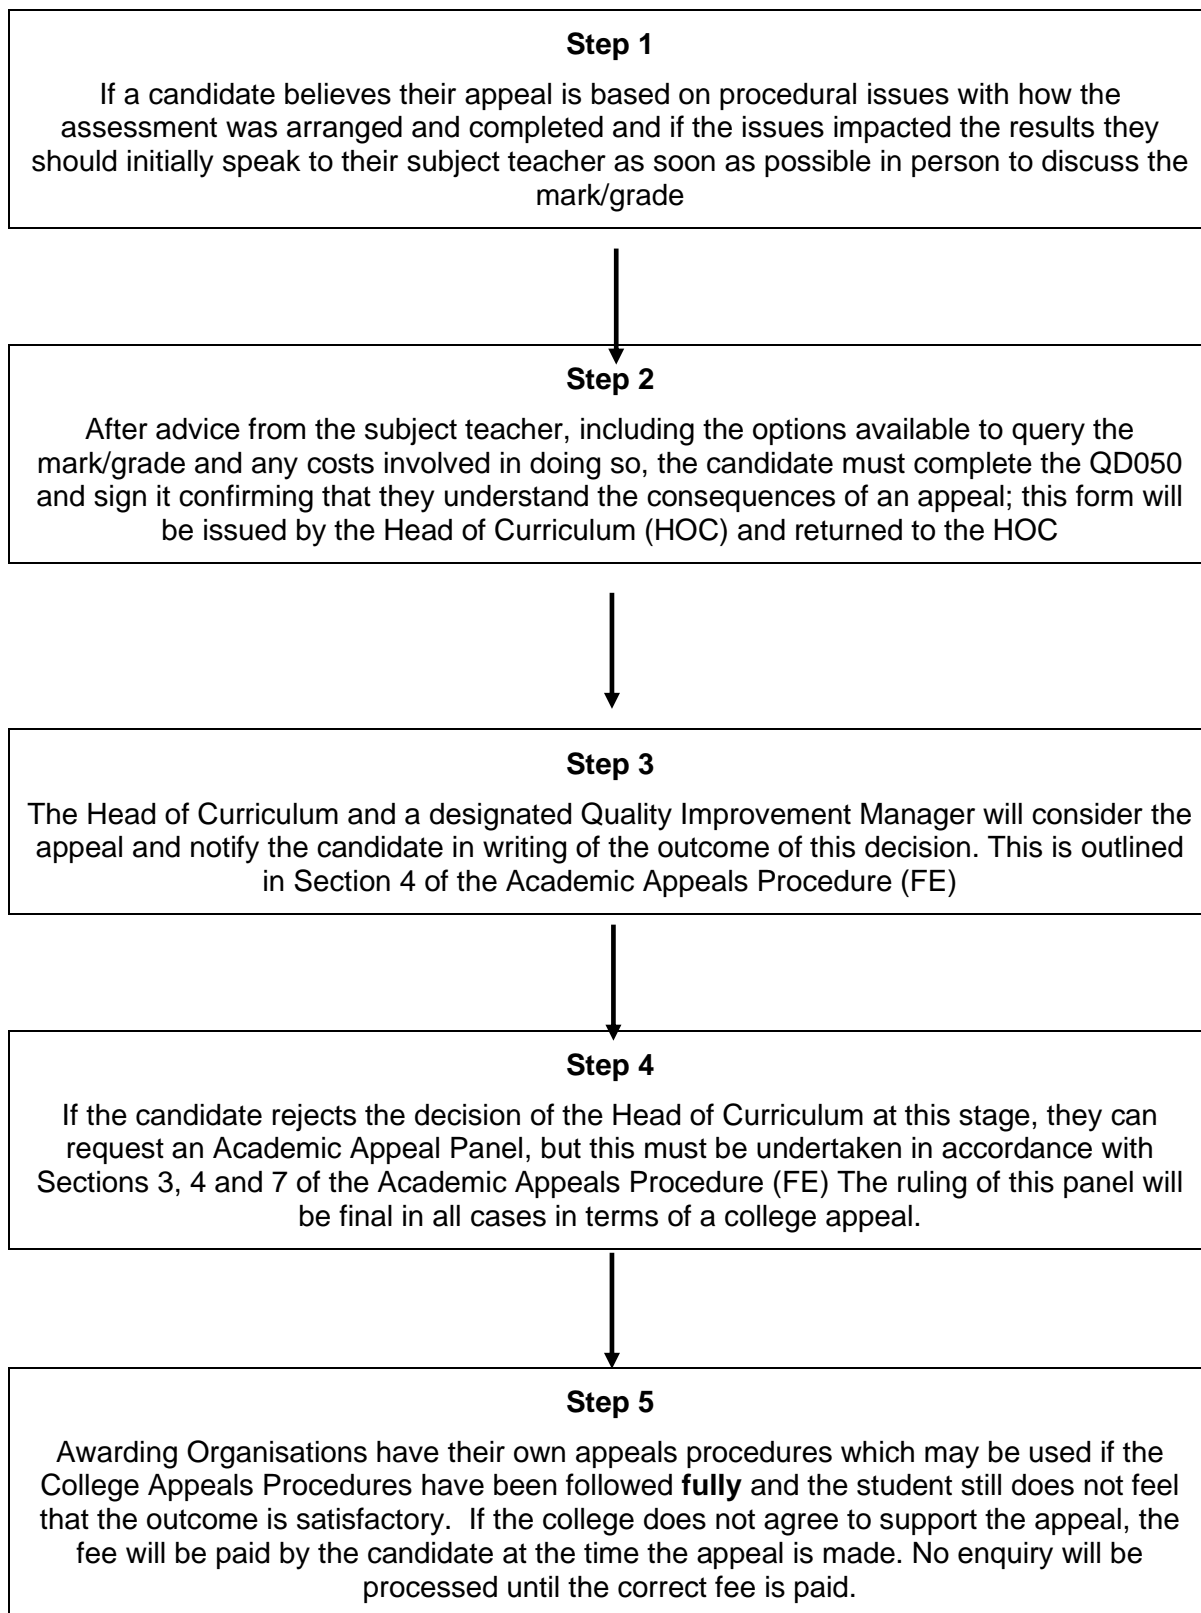 Step 1
If a candidate believes their appeal is based on procedural issues with how the
assessment was arranged and completed and if the issues impacted the results they
should initially speak to their subject teacher as soon as possible in person to discuss the
mark/grade
Step 2
After advice from the subject teacher, including the options available to query the
mark/grade and any costs involved in doing so, the candidate must complete the QD050
and sign it confirming that they understand the consequences of an appeal; this form will
be issued by the Head of Curriculum (HOC) and returned to the HOC
Step 3
The Head of Curriculum and a designated Quality Improvement Manager will consider the
appeal and notify the candidate in writing of the outcome of this decision. This is outlined
in Section 4 of the Academic Appeals Procedure (FE)
Step 4
If the candidate rejects the decision of the Head of Curriculum at this stage, they can
request an Academic Appeal Panel, but this must be undertaken in accordance with
Sections 3, 4 and 7 of the Academic Appeals Procedure (FE) The ruling of this panel will
be final in all cases in terms of a college appeal.
Step 5
Awarding Organisations have their own appeals procedures which may be used if the
College Appeals Procedures have been followed fully and the student still does not feel
that the outcome is satisfactory.  If the college does not agree to support the appeal, the
fee will be paid by the candidate at the time the appeal is made. No enquiry will be
processed until the correct fee is paid.